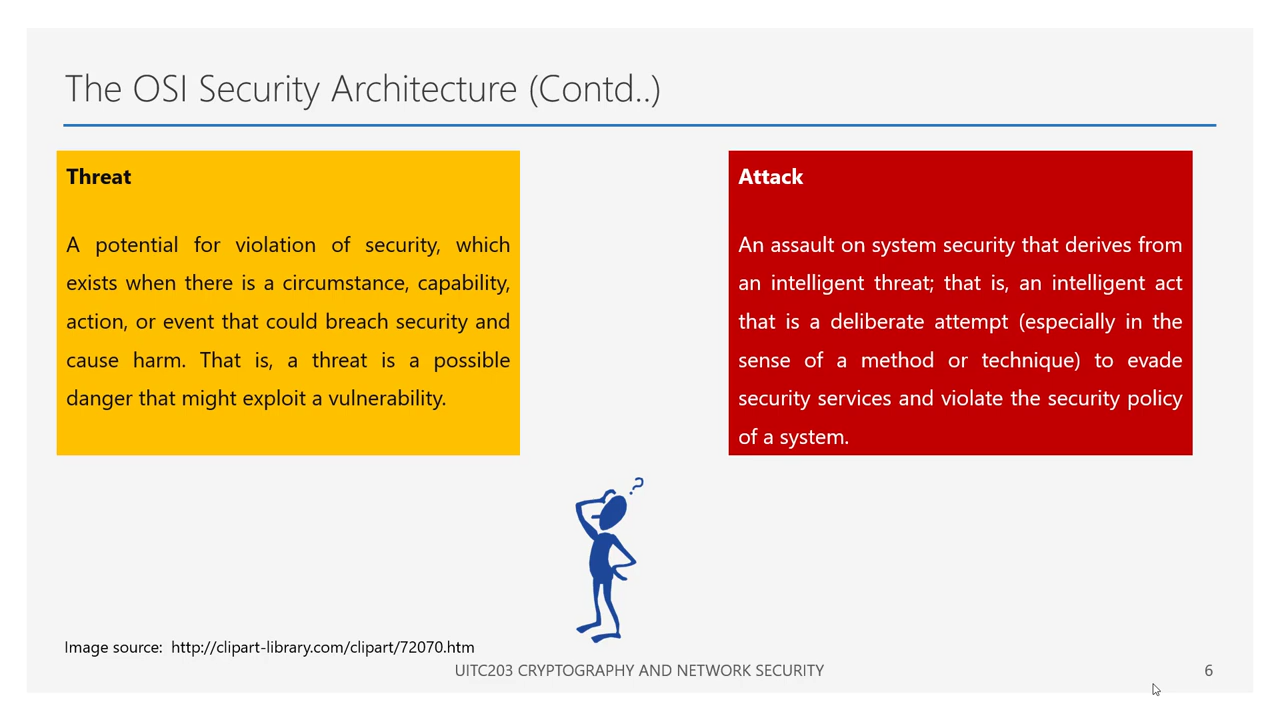 The OSI Security Architecture (Contd..)
Threat
A potential for violation of security, which
exists when there is a circumstance, capability,
action, or event that could breach security and
cause harm. That is, a threat is a possible
danger that might exploit a vulnerability.
Attack
An assault on system security that derives from
an intelligent threat; that is, an intelligent act
that is a deliberate attempt (especially in the
sense of a method or technique) to evade
security services and violate the security policy
of a system.
?
Image source:  http://clipart-library.com/clipart/72070.htm
UITC203 CRYPTOGRAPHY AND NETWORK SECURITY
6